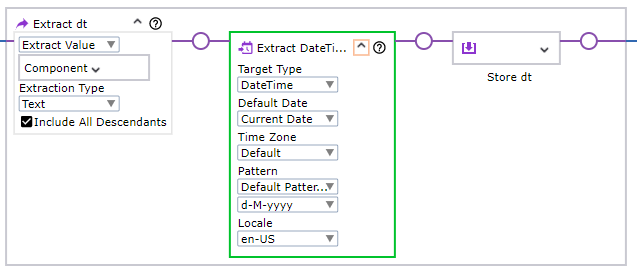 Extract dt
Extract Value
Component
Extraction Type
Text
Include All Descendants
Extract DateTi...
Target Type
DateTime
Default Date
Current Date
Time Zone
Default
Pattern
Default Patter...
d-M-yyyy
Locale
en-US
Store dt